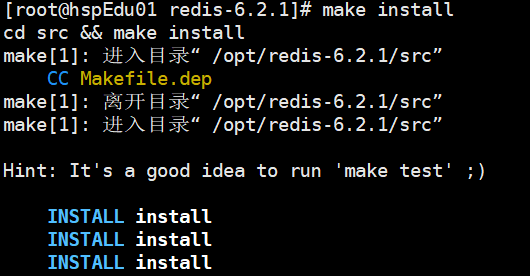 [root@hspEdu01 redis-6.2.1]# make install
cd src && make install
make[1]: 进入目录“ /opt/redis-6.2.1/src”
    CC Makefile.dep
make[1]: 离开目录“ /opt/redis-6.2.1/src”
make[1]: 进入目录“ /opt/redis-6.2.1/src”
Hint: It's a good idea to run 'make test' ;)
    INSTALL install
    INSTALL install
    INSTALL install